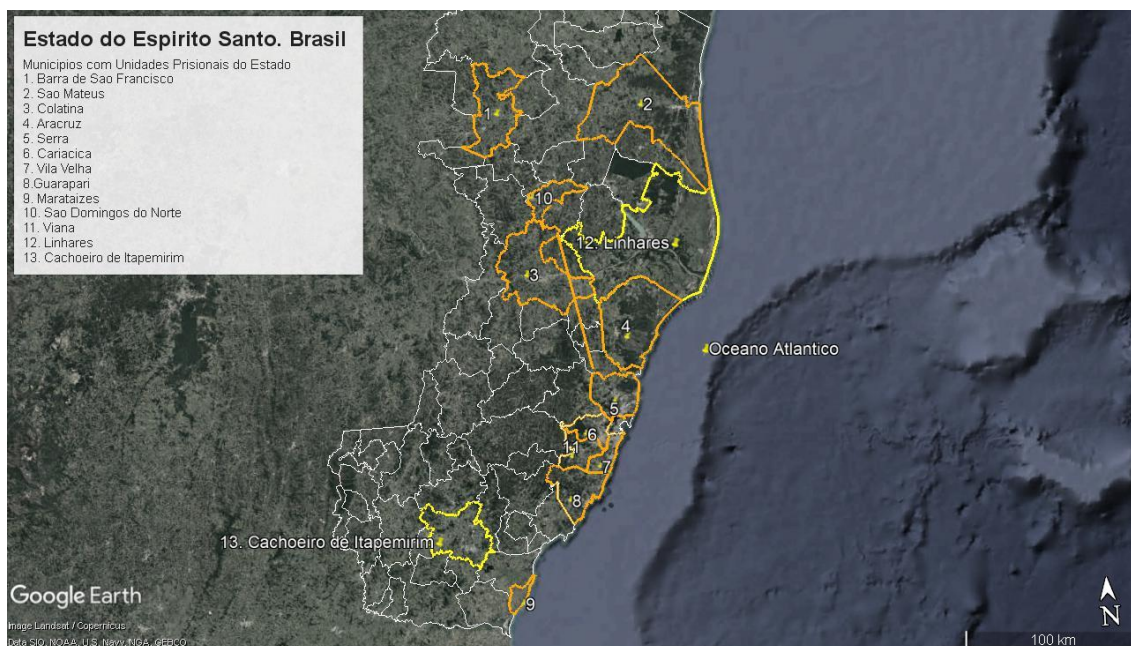 Estado do Espirito Santo. Brasil
Municipios com Unidades Prisionais do Estado
1. Barra de Sao Francisco
2. Sao Mateus
3. Colatina
4. Aracruz
5. Serra
6. Cariacica
7. Vila Velha
8.Guarapari
9. Marataizes
10. Sao Domingos do Norte
11. Viana
12. Linhares
13. Cachoeiro de Itapemirim
2
1
10
12. Linhares
3
4
Oceano Atlantico
5
6
11
7
8
13. Cachoeiro de Itapemirim
9
Google Earth
Image Landsat / Copernicus
Data SIO, NOAA, U.S. Navy, NGA, GEBCO
N
100 km